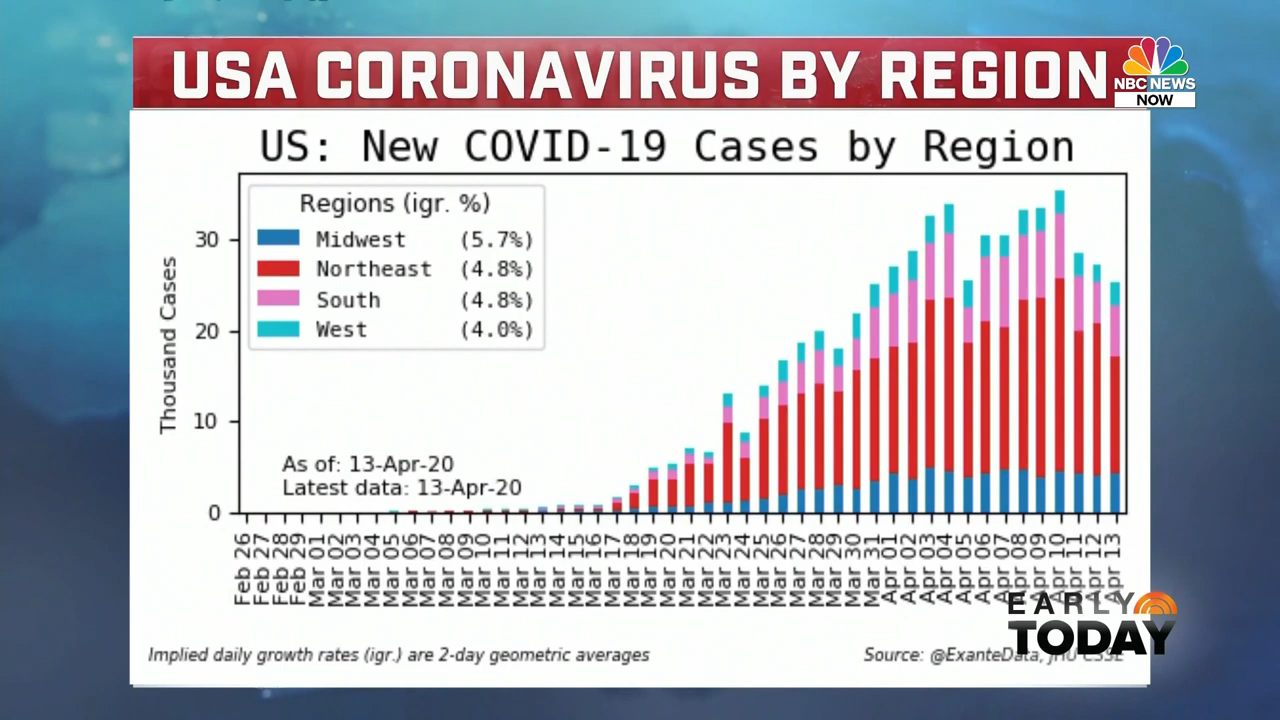 USA CORONAVIRUS BY REGION
NBC NEWS
NOW
US: New COVID-19 Cases by Region
Regions (igr. %)
Midwest (5.7%)
Northeast (4.8%)
South (4.8%)
West (4.0%)
Thousand Cases
30
20
10
0
As of: 13-Apr-20
Latest data: 13-Apr-20
Feb 26
Feb 27
Feb 28
Feb 29
Mar 01
Mar 02
Mar 03
Mar 04
Mar 05
Mar 06
Mar 07
Mar 08
Mar 09
Mar 10
Mar 11
Mar 12
Mar 13
Mar 14
Mar 15
Mar 16
Mar 17
Mar 18
Mar 19
Mar 20
Mar 21
Mar 22
Mar 23
Mar 24
Mar 25
Mar 26
Mar 27
Mar 28
Mar 29
Mar 30
Mar 31
Apr 01
Apr 02
Apr 03
Apr 04
Apr 05
Apr 06
Apr 07
Apr 08
Apr 09
Apr 10
Apr 11
Apr 12
Apr 13
EARLY
TODAY
Implied daily growth rates (igr.) are 2-day geometric averages
Source: @ExanteData, JHU CSSE